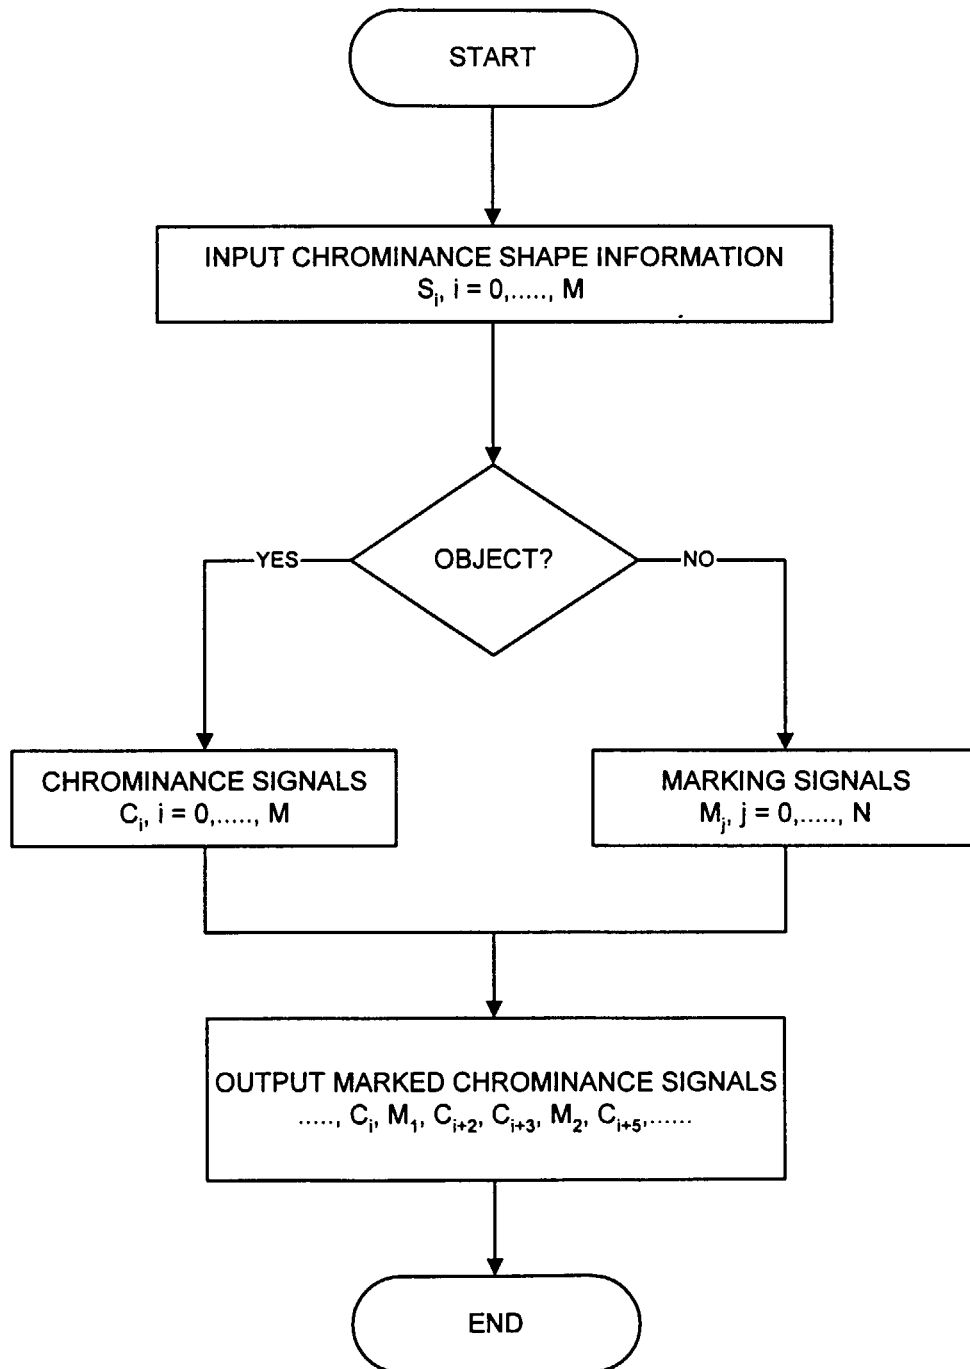 START
INPUT CHROMINANCE SHAPE INFORMATION
Sᵢ, i = 0,....., M
OBJECT?
YES
NO
CHROMINANCE SIGNALS
Cᵢ, i = 0,....., M
MARKING SIGNALS
Mⱼ, j = 0,....., N
OUTPUT MARKED CHROMINANCE SIGNALS
....., Cᵢ, M₁, Cᵢ₊₂, Cᵢ₊₃, M₂, Cᵢ₊₅,......
END